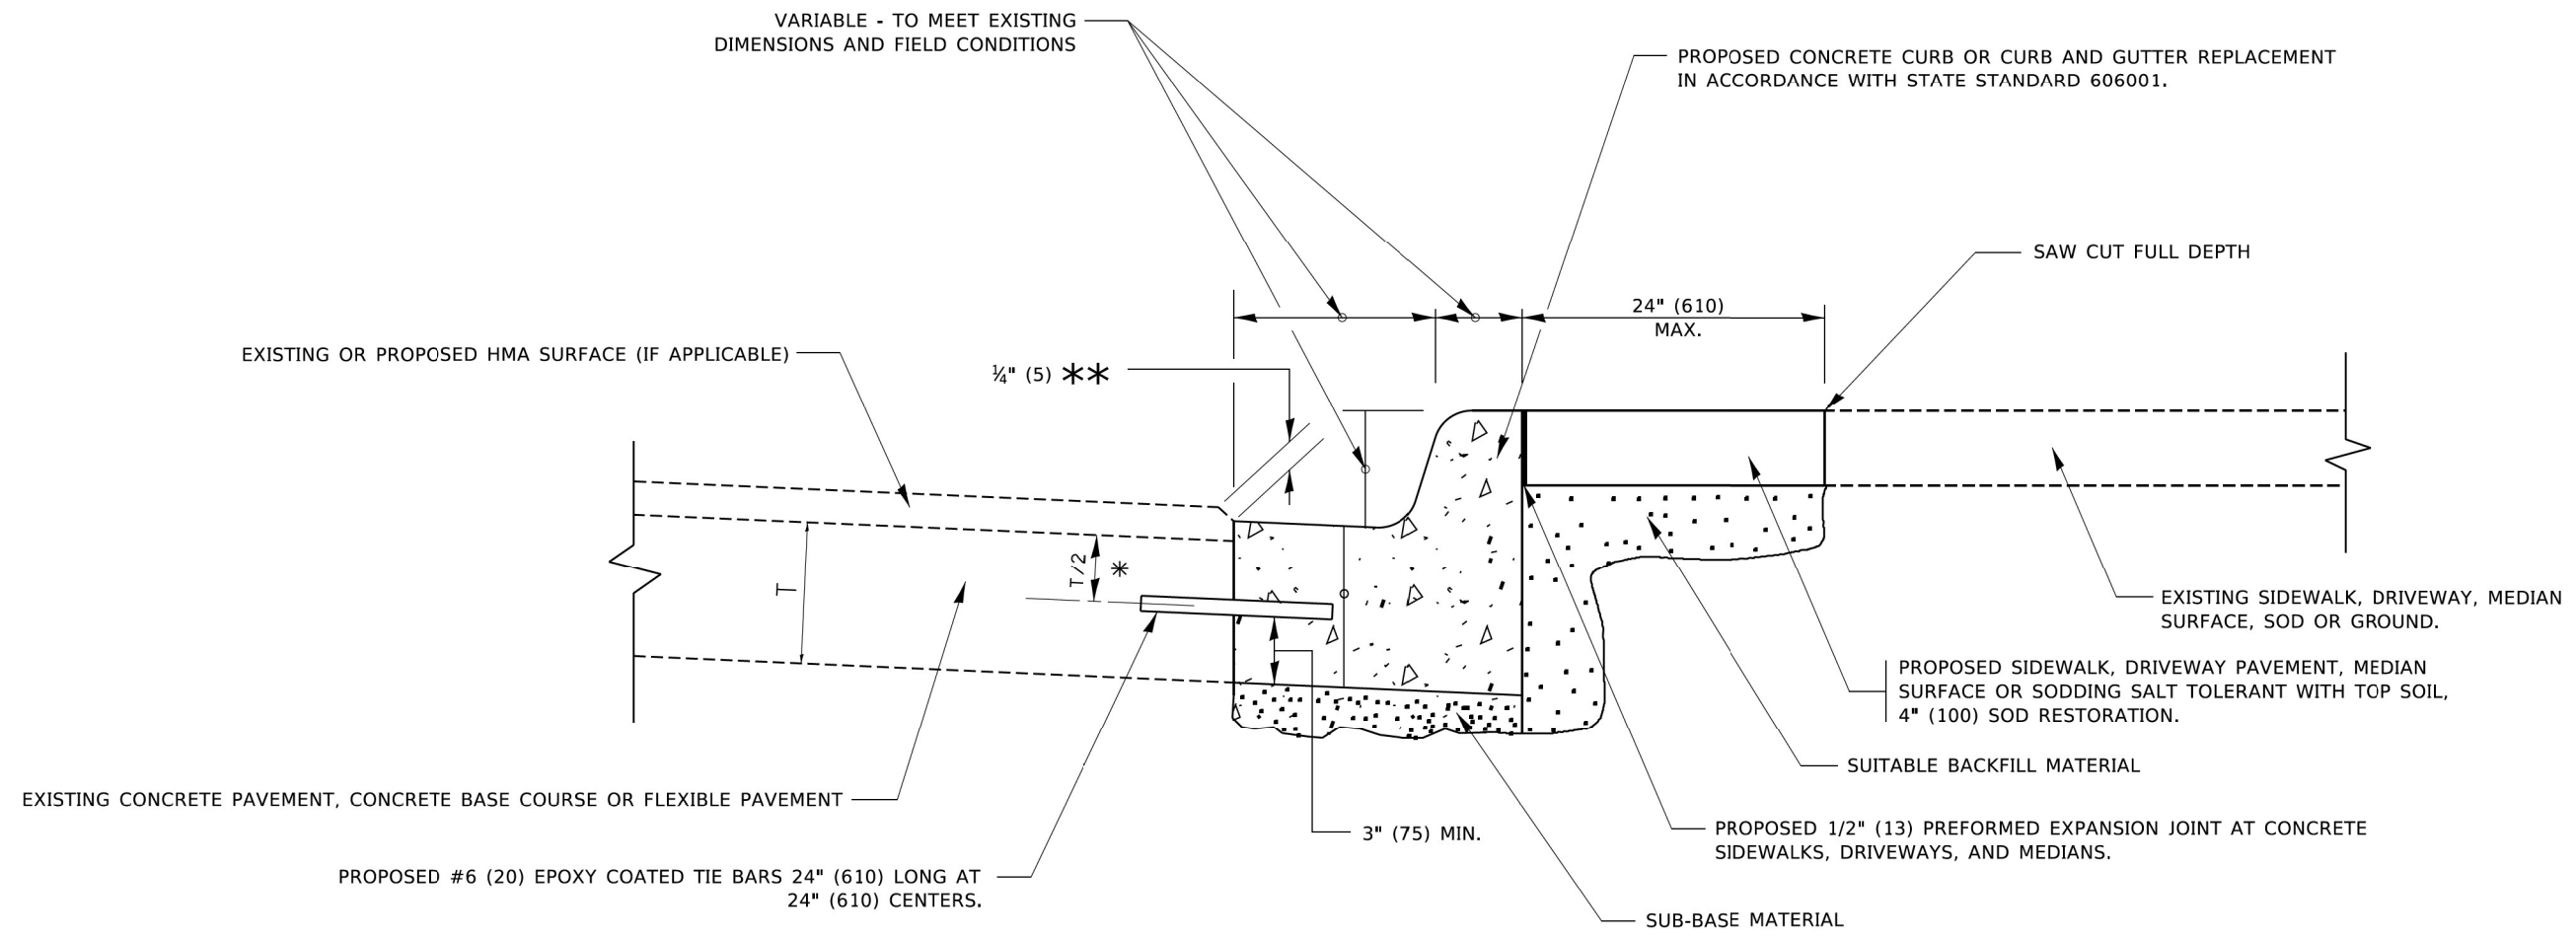 VARIABLE - TO MEET EXISTING
DIMENSIONS AND FIELD CONDITIONS
PROPOSED CONCRETE CURB OR CURB AND GUTTER REPLACEMENT
IN ACCORDANCE WITH STATE STANDARD 606001.
SAW CUT FULL DEPTH
24" (610)
MAX.
EXISTING OR PROPOSED HMA SURFACE (IF APPLICABLE)
¼" (5) **
T
T/2
*
EXISTING SIDEWALK, DRIVEWAY, MEDIAN
SURFACE, SOD OR GROUND.
PROPOSED SIDEWALK, DRIVEWAY PAVEMENT, MEDIAN
SURFACE OR SODDING SALT TOLERANT WITH TOP SOIL,
4" (100) SOD RESTORATION.
SUITABLE BACKFILL MATERIAL
EXISTING CONCRETE PAVEMENT, CONCRETE BASE COURSE OR FLEXIBLE PAVEMENT
3" (75) MIN.
PROPOSED 1/2" (13) PREFORMED EXPANSION JOINT AT CONCRETE
SIDEWALKS, DRIVEWAYS, AND MEDIANS.
PROPOSED #6 (20) EPOXY COATED TIE BARS 24" (610) LONG AT
24" (610) CENTERS.
SUB-BASE MATERIAL